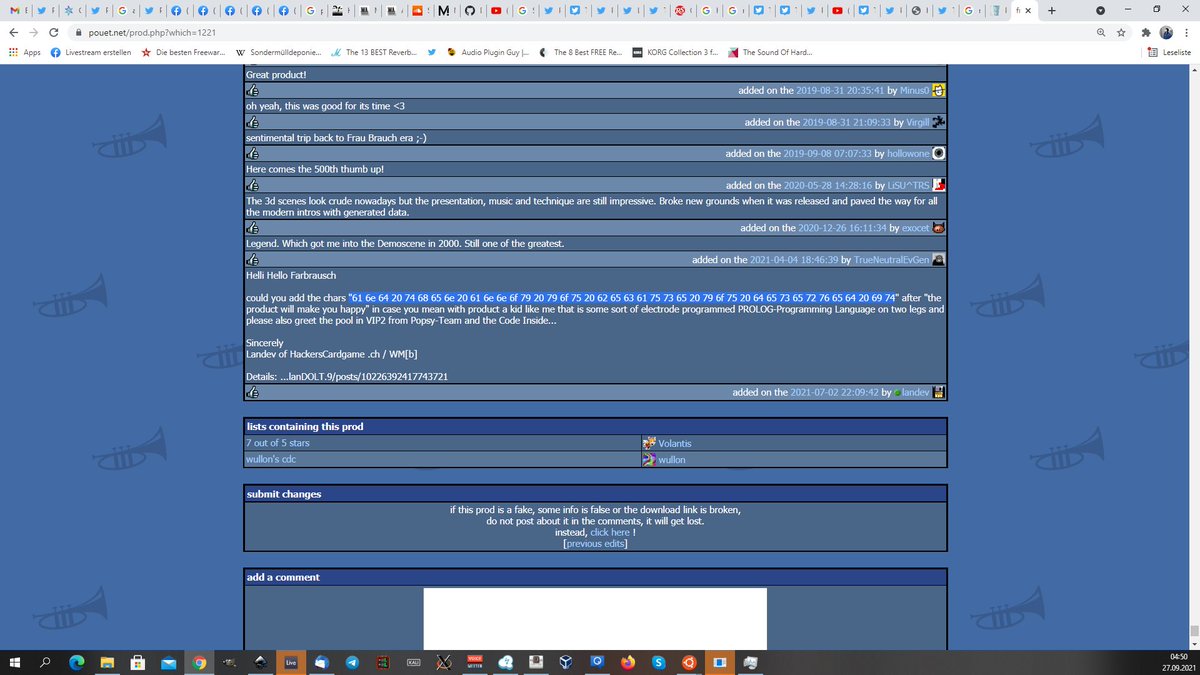 pouet.net/prod.php?which=1221
Leseliste
Apps
Livestream erstellen
Die besten Freewar...
Sondermülldeponie...
The 13 BEST Reverb...
Audio Plugin Guy |...
The 8 Best FREE Re...
KORG Collection 3 f...
The Sound Of Hard...
Great product!
added on the 2019-08-31 20:35:41 by Minus0
oh yeah, this was good for its time <3
added on the 2019-08-31 21:09:33 by Virgill
sentimental trip back to Frau Brauch era ;-)
added on the 2019-09-08 07:07:33 by hollowone
Here comes the 500th thumb up!
added on the 2020-05-28 14:28:16 by LiSU^TRS
The 3d scenes look crude nowadays but the presentation, music and technique are still impressive. Broke new grounds when it was released and paved the way for all
the modern intros with generated data.
added on the 2020-12-26 16:11:34 by exocet
Legend. Which got me into the Demoscene in 2000. Still one of the greatest.
added on the 2021-04-04 18:46:39 by TrueNeutralEvGen
Helli Hello Farbrausch
could you add the chars "61 6e 64 20 74 68 65 6e 20 61 6e 6e 6f 79 20 79 6f 75 20 62 65 63 61 75 73 65 20 79 6f 75 20 64 65 73 65 72 76 65 64 20 69 74" after "the
product will make you happy" in case you mean with product a kid like me that is some sort of electrode programmed PROLOG-Programming Language on two legs and
please also greet the pool in VIP2 from Popsy-Team and the Code Inside...
Sincerely
Landev of HackersCardgame .ch / WM[b]
Details: ...lanDOLT.9/posts/10226392417743721
added on the 2021-07-02 22:09:42 by landev
lists containing this prod
7 out of 5 stars Volantis
wullon's cdc wullon
submit changes
if this prod is a fake, some info is false or the download link is broken,
do not post about it in the comments, it will get lost.
instead, click here !
[previous edits]
add a comment
Live
KALI
04:50
27.09.2021